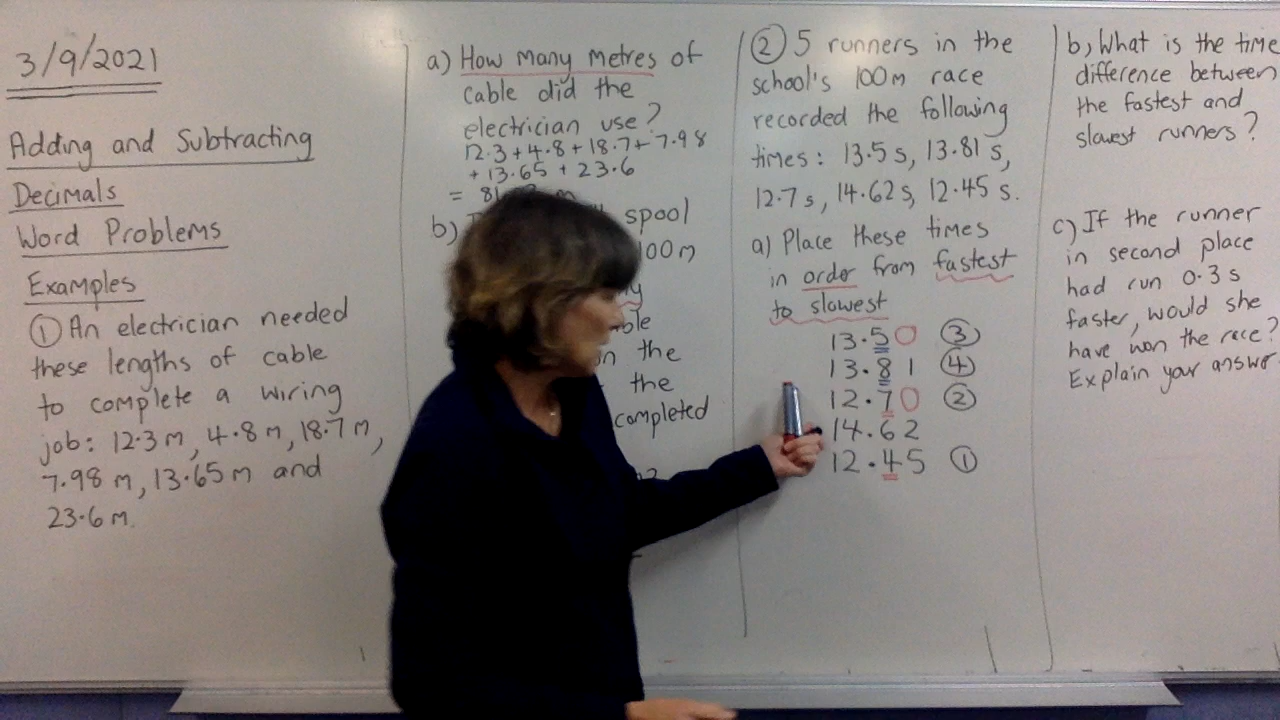 3/9/2021
Adding and Subtracting
Decimals
Word Problems
Examples
① An electrician needed
these lengths of cable
to complete a wiring
job: 12.3 m, 4.8 m, 18.7 m,
7.98 m, 13.65 m and
23.6 m.
a) How many metres of
cable did the
electrician use?
12.3 + 4.8 + 18.7 + 7.98
+ 13.65 + 23.6
= 81 m
b) spool
100 m
the
the
completed
② 5 runners in the
school's 100m race
recorded the following
times: 13.5 s, 13.81 s,
12.7 s, 14.62 s, 12.45 s.
a) Place these times
in order from fastest
to slowest
13.50 ③
13.81 ④
12.70 ②
14.62
12.45 ①
b) What is the time
difference between
the fastest and
slowest runners?
c) If the runner
in second place
had run 0.3 s
faster, would she
have won the race?
Explain your answe